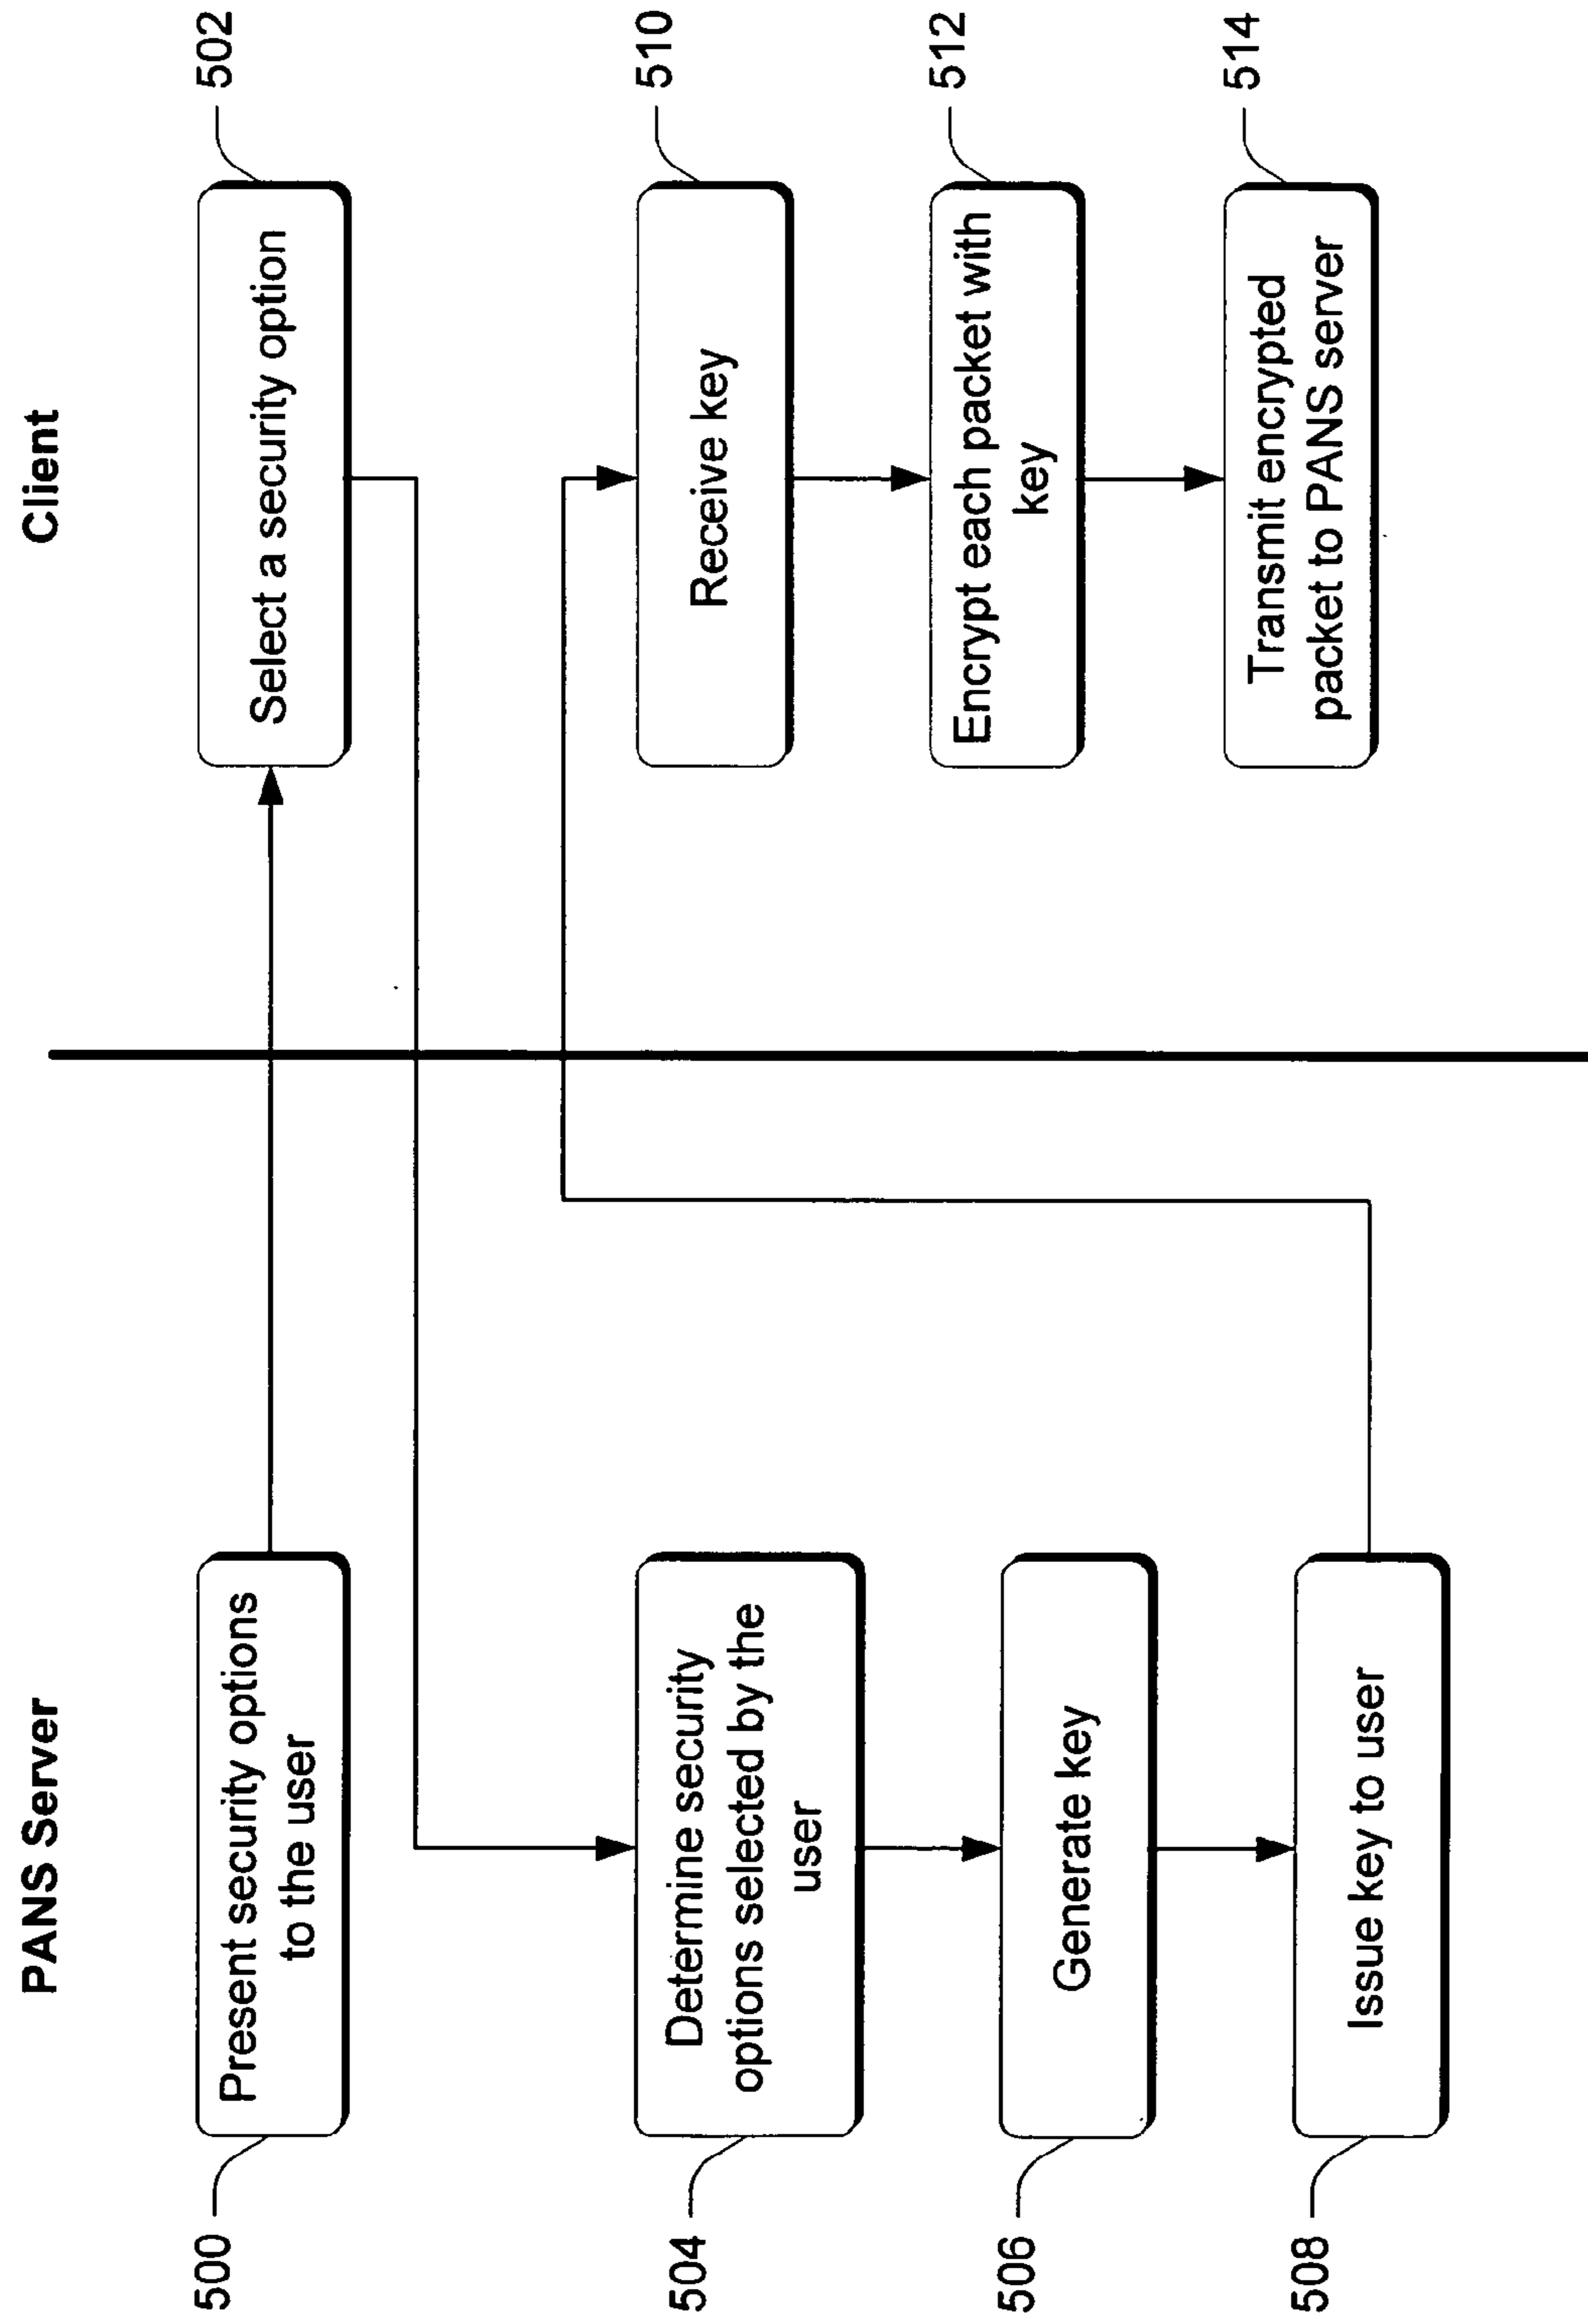 PANS Server
Client
500
Present security options
to the user
Select a security option
502
504
Determine security
options selected by the
user
506
Generate key
508
Issue key to user
Receive key
510
Encrypt each packet with
key
512
Transmit encrypted
packet to PANS server
514